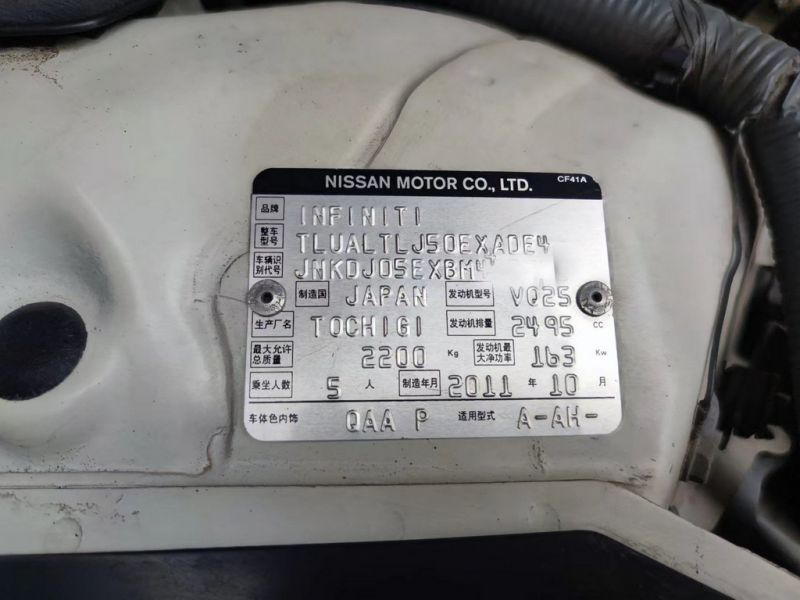 NISSAN MOTOR CO., LTD. CF41A
品牌 INFINITI
整车型号 TLUALTLJ50EXADE4
车辆识别代号 JNKDJ05EXBM4
制造国 JAPAN 发动机型号 VQ25
生产厂名 TOCHIGI 发动机排量 2495 CC
最大允许总质量 2200 Kg 发动机最大净功率 163 Kw
乘坐人数 5 人 制造年月 2011 年 10 月
车体色内饰 QAA P 适用型式 A-AH-